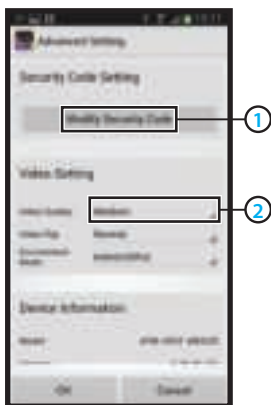 Advanced Setting
Security Code Setting
Modify Security Code
1
Video Setting
Video Quality Medium
2
Video Flip Normal
Environment Mode
Device Information
Model
OK Cancel